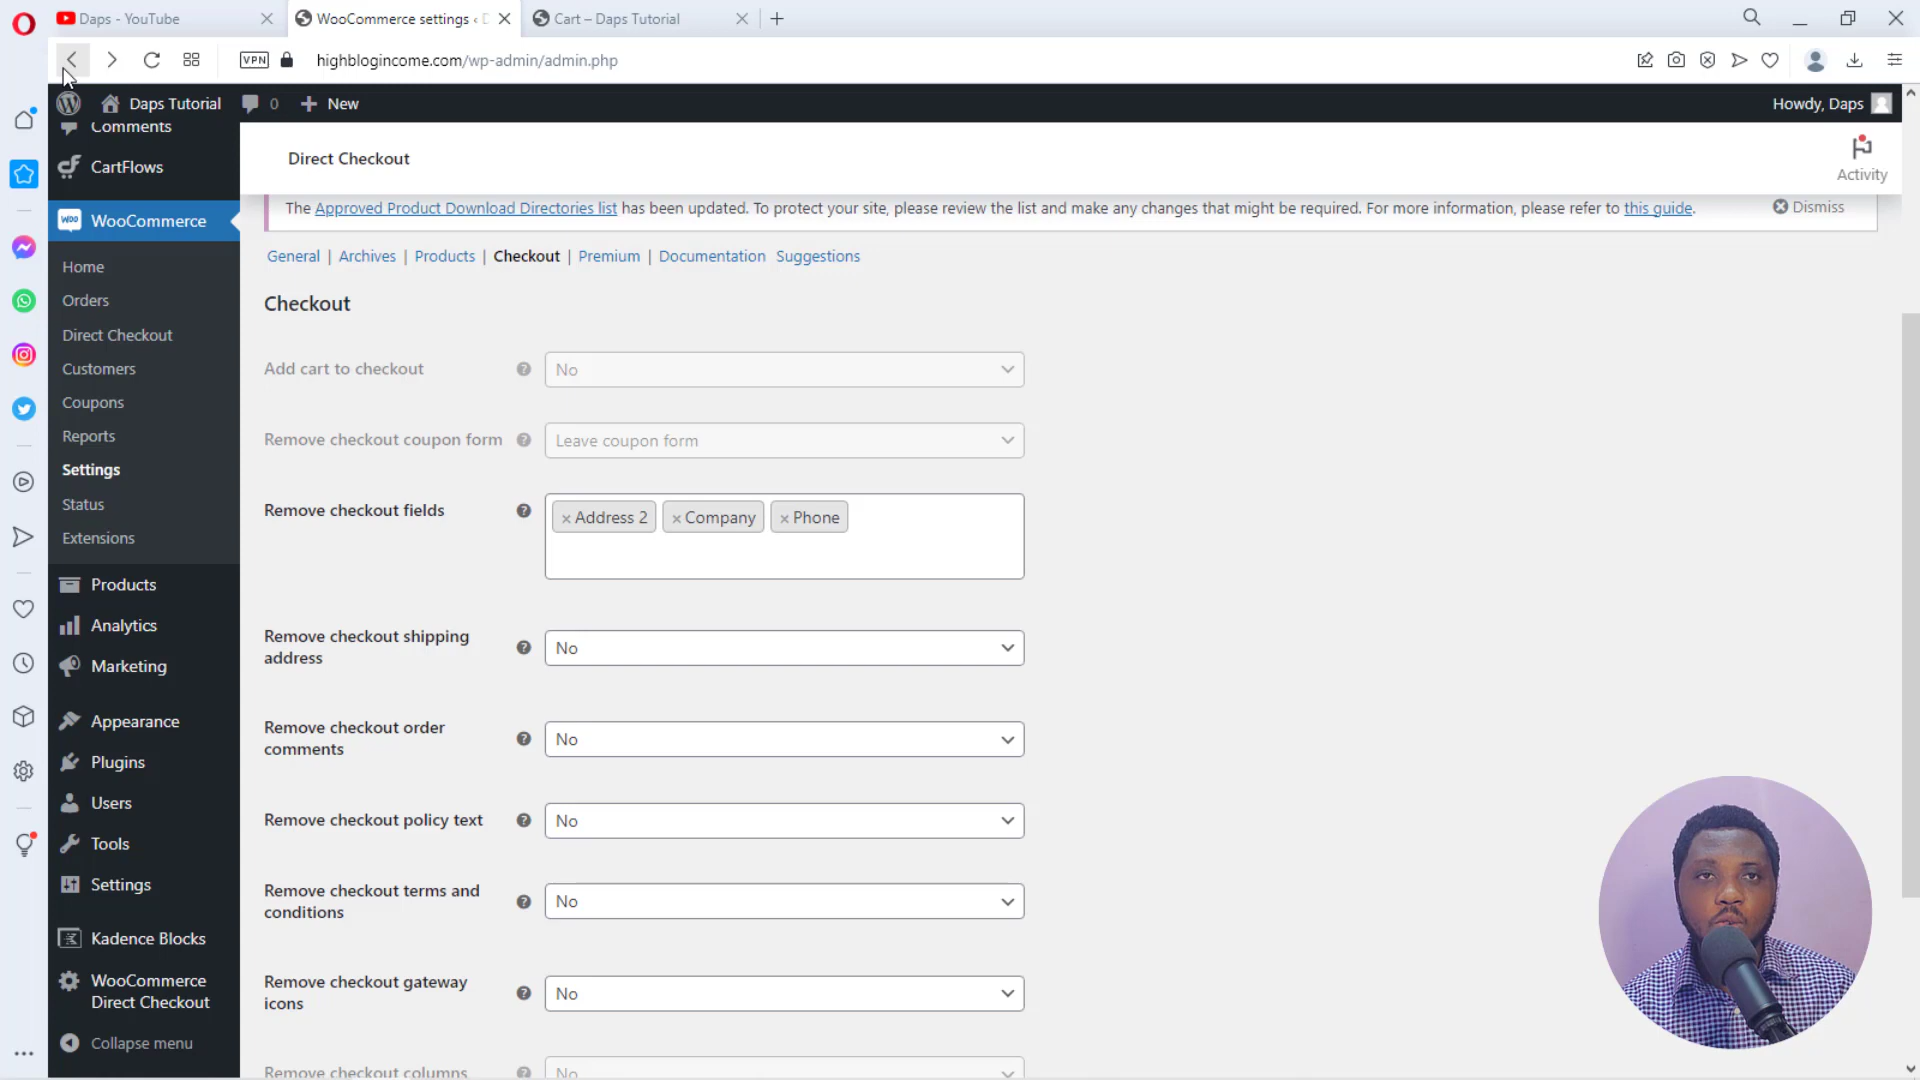 Daps - YouTube
WooCommerce settings ‹ D
Cart – Daps Tutorial
VPN
highblogincome.com/wp-admin/admin.php
Daps Tutorial
0
New
Howdy, Daps
Comments
CartFlows
WooCommerce
Home
Orders
Direct Checkout
Customers
Coupons
Reports
Settings
Status
Extensions
Products
Analytics
Marketing
Appearance
Plugins
Users
Tools
Settings
Kadence Blocks
WooCommerce
Direct Checkout
Collapse menu
Direct Checkout
Activity
The Approved Product Download Directories list has been updated. To protect your site, please review the list and make any changes that might be required. For more information, please refer to this guide.
Dismiss
General | Archives | Products | Checkout | Premium | Documentation Suggestions
Checkout
Add cart to checkout
No
Remove checkout coupon form
Leave coupon form
Remove checkout fields
× Address 2 × Company × Phone
Remove checkout shipping
address
No
Remove checkout order
comments
No
Remove checkout policy text
No
Remove checkout terms and
conditions
No
Remove checkout gateway
icons
No
Remove checkout columns
No